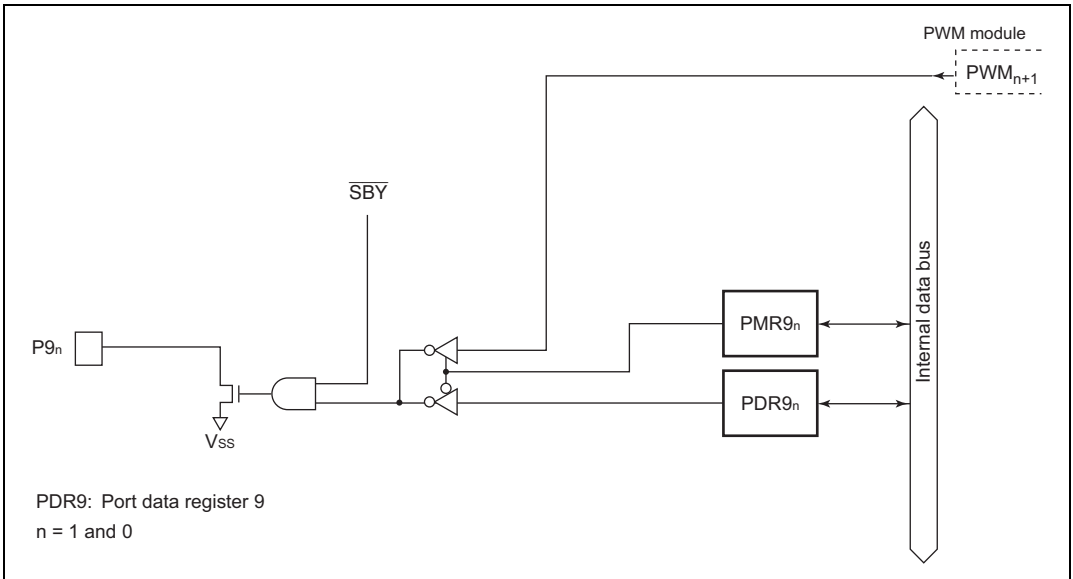 PWM module
PWMn+1
SBY
Internal data bus
PMR9n
P9n
PDR9n
VSS
PDR9: Port data register 9
n = 1 and 0